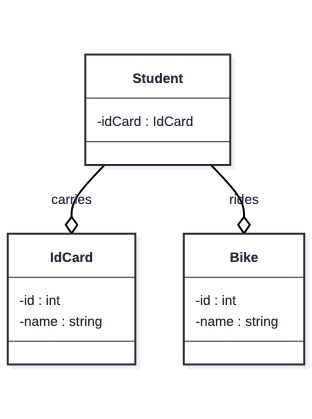 Student
-idCard : IdCard
carries
rides
IdCard
-id : int
-name : string
Bike
-id : int
-name : string